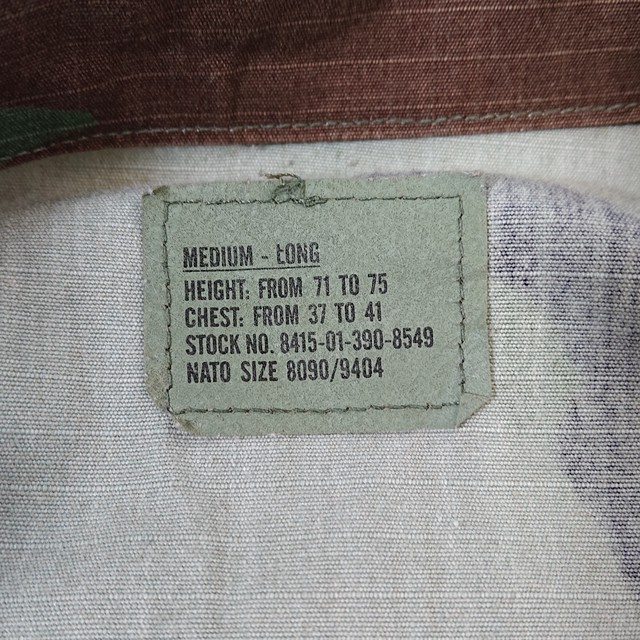 MEDIUM - LONG
HEIGHT: FROM 71 TO 75
CHEST: FROM 37 TO 41
STOCK NO. 8415-01-390-8549
NATO SIZE 8090/9404